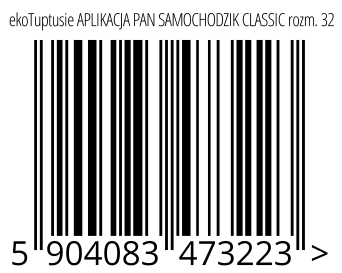 ekoTuptusie APLIKACJA PAN SAMOCHODZIK CLASSIC rozm. 32
5 904083 473223 >